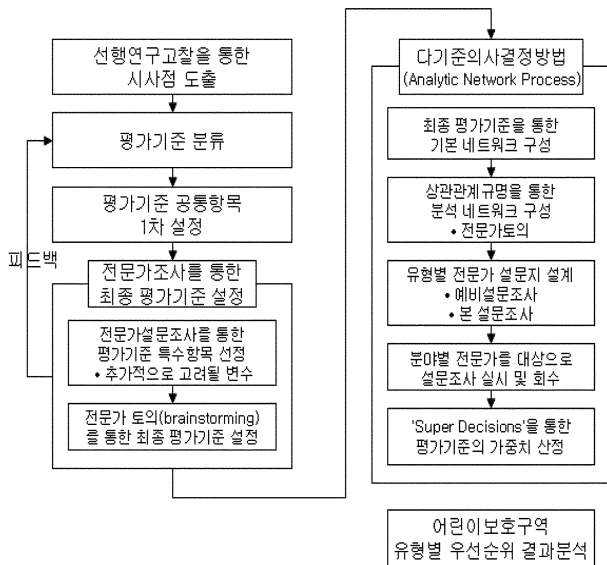 선행연구고찰을 통한
시사점 도출
평가기준 분류
평가기준 공통항목
1차 설정
피드백
전문가조사를 통한
최종 평가기준 설정
전문가설문조사를 통한
평가기준 특수항목 선정
• 추가적으로 고려될 변수
전문가 토의(brainstorming)
를 통한 최종 평가기준 설정
다기준의사결정방법
(Analytic Network Process)
최종 평가기준을 통한
기본 네트워크 구성
상관관계규명을 통한
분석 네트워크 구성
• 전문가토의
유형별 전문가 설문지 설계
• 예비설문조사
• 본 설문조사
분야별 전문가를 대상으로
설문조사 실시 및 회수
'Super Decisions'을 통한
평가기준의 가중치 산정
어린이보호구역
유형별 우선순위 결과분석